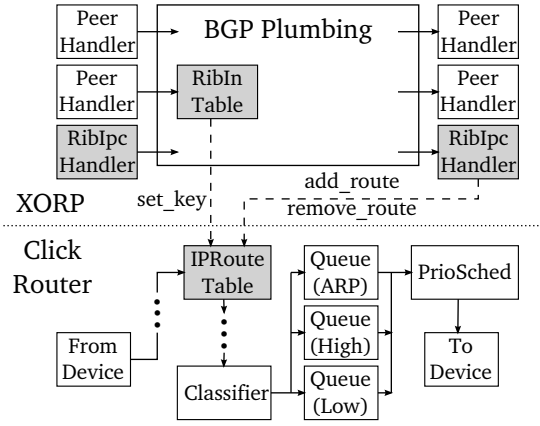 Peer
Handler
BGP Plumbing
Peer
Handler
Peer
Handler
RibIn
Table
Peer
Handler
RibIpc
Handler
RibIpc
Handler
XORP
set_key
add_route
remove_route
Click
Router
IPRoute
Table
Queue
(ARP)
PrioSched
From
Device
Queue
(High)
To
Device
Classifier
Queue
(Low)